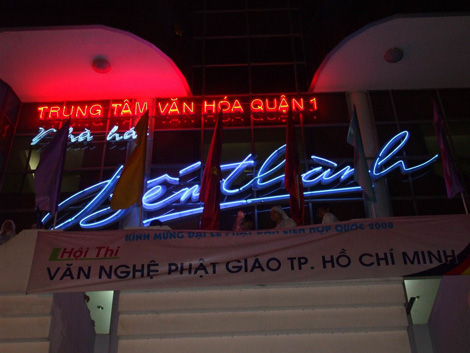 TRUNG TÂM VĂN HÓA QUẬN 1
Nhà há
Bến thành
KÍNH MỪNG ĐẠI LỄ PHẬT ĐẢN LIÊN HỢP QUỐC 2008
Hội Thi
VĂN NGHỆ PHẬT GIÁO TP. HỒ CHÍ MINH